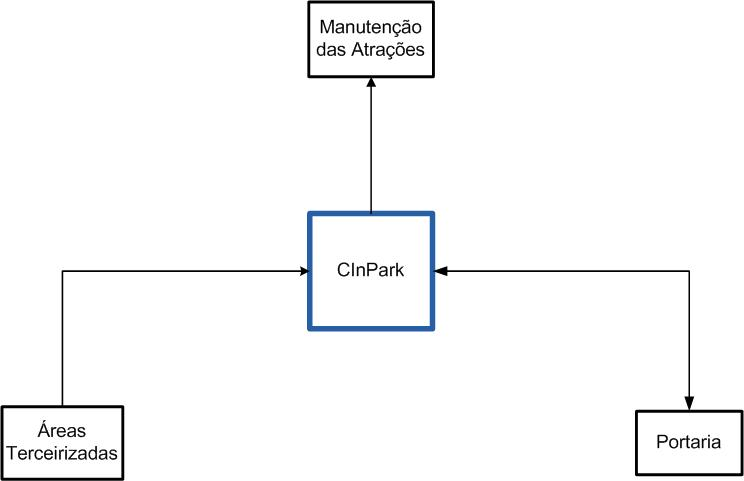 Manutenção
das Atrações
CInPark
Áreas
Terceirizadas
Portaria